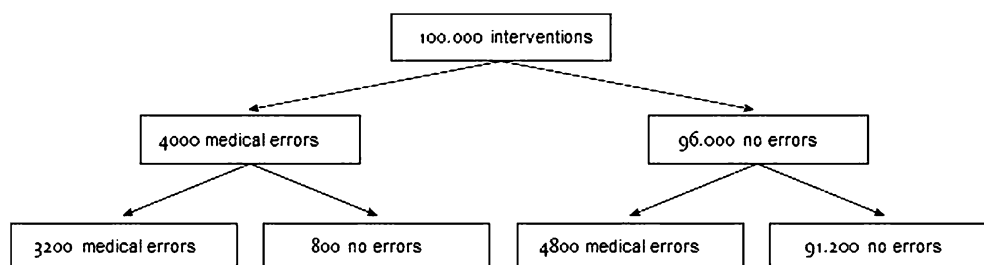 100.000 interventions
4000 medical errors
96.000 no errors
3200 medical errors
800 no errors
4800 medical errors
91.200 no errors